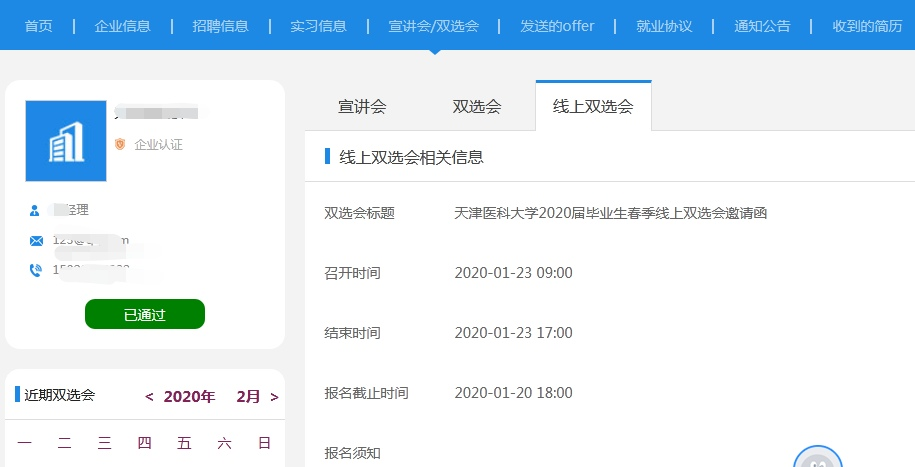 首页 企业信息 招聘信息 实习信息 宣讲会/双选会 发送的offer 就业协议 通知公告 收到的简历
企业认证
经理
已通过
近期双选会 < 2020年 2月 >
一 二 三 四 五 六 日
宣讲会 双选会 线上双选会
线上双选会相关信息
双选会标题 天津医科大学2020届毕业生春季线上双选会邀请函
召开时间 2020-01-23 09:00
结束时间 2020-01-23 17:00
报名截止时间 2020-01-20 18:00
报名须知